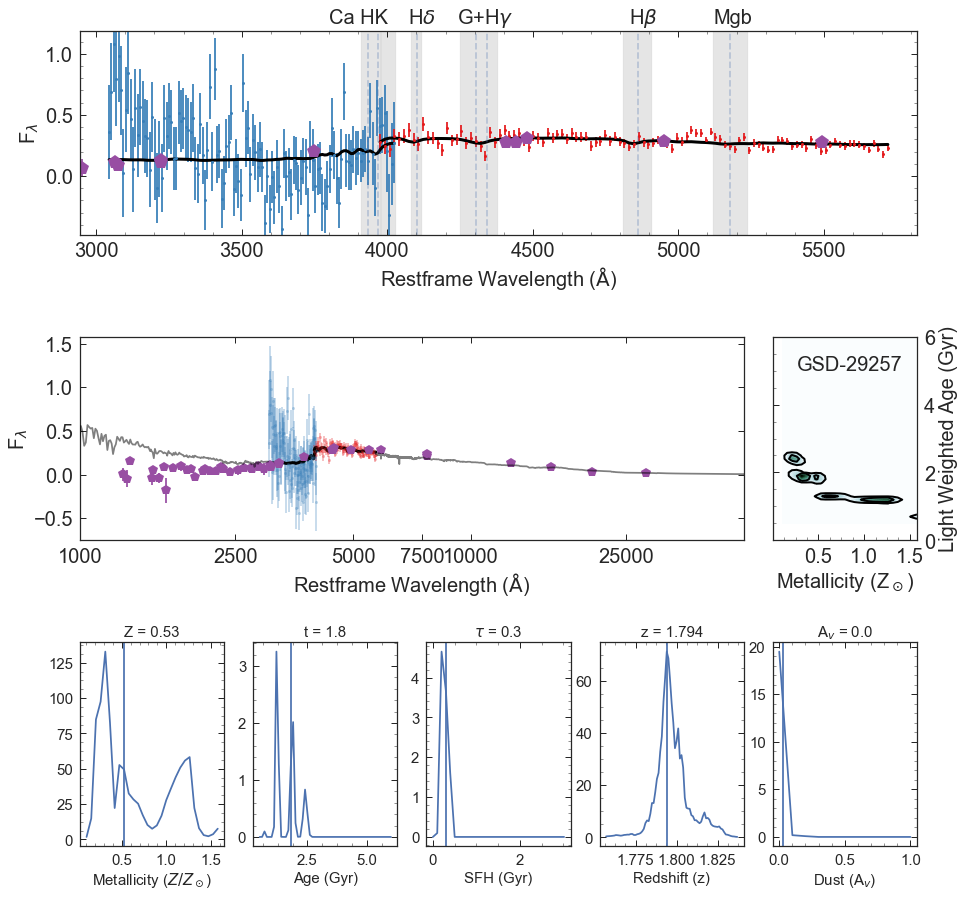 Ca HK Hδ G+Hγ Hβ Mgb
1.0
0.5
0.0
F_λ
3000 3500 4000 4500 5000 5500
Restframe Wavelength (Å)
1.5
1.0
0.5
0.0
−0.5
F_λ
1000 2500 5000 7500 10000 25000
Restframe Wavelength (Å)
GSD-29257
6
4
2
0
Light Weighted Age (Gyr)
0.5 1.0 1.5
Metallicity (Z_⊙)
Z = 0.53
125
100
75
50
25
0
0.5 1.0 1.5
Metallicity (Z/Z_⊙)
t = 1.8
3
2
1
0
2.5 5.0
Age (Gyr)
τ = 0.3
4
3
2
1
0
0 2
SFH (Gyr)
z = 1.794
60
40
20
0
1.775 1.800 1.825
Redshift (z)
A_v = 0.0
20
15
10
5
0
0.0 0.5 1.0
Dust (A_v)